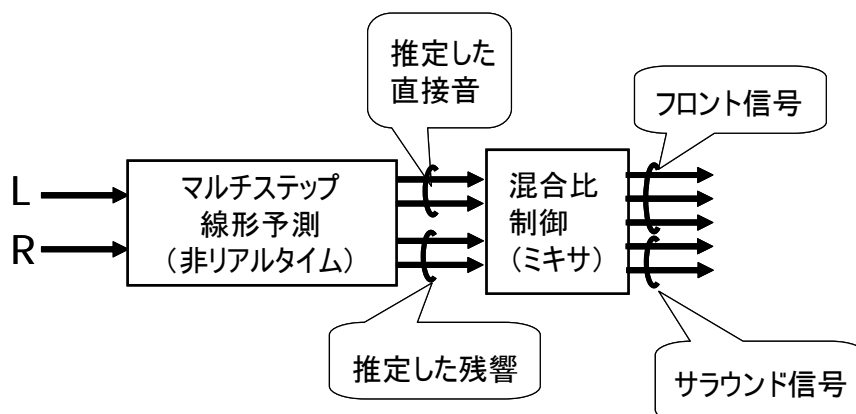 推定した
直接音
フロント信号
L
R
マルチステップ
線形予測
（非リアルタイム）
混合比
制御
（ミキサ）
推定した残響
サラウンド信号